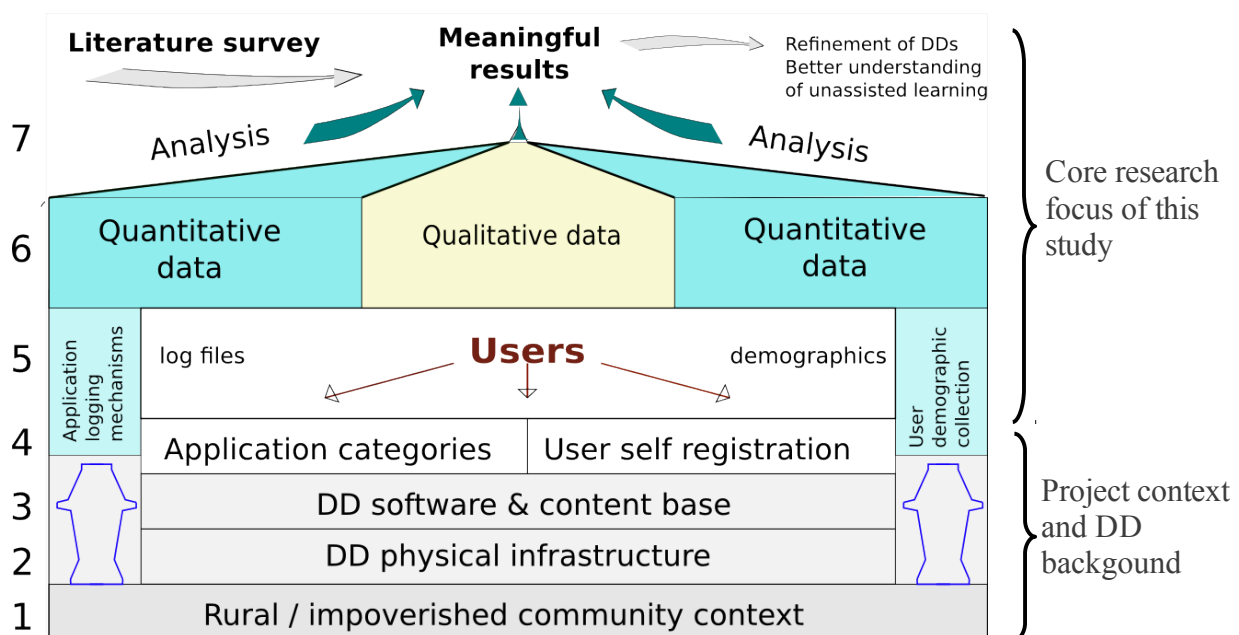 Literature survey
Meaningful
results
Refinement of DDs
Better understanding
of unassisted learning
7
Analysis
Analysis
Core research
focus of this
study
6
Quantitative
data
Qualitative data
Quantitative
data
5
Application
logging
mechanisms
log files
Users
demographics
User
demographic
collection
4
Application categories
User self registration
3
DD software & content base
Project context
and DD
backgound
2
DD physical infrastructure
1
Rural / impoverished community context